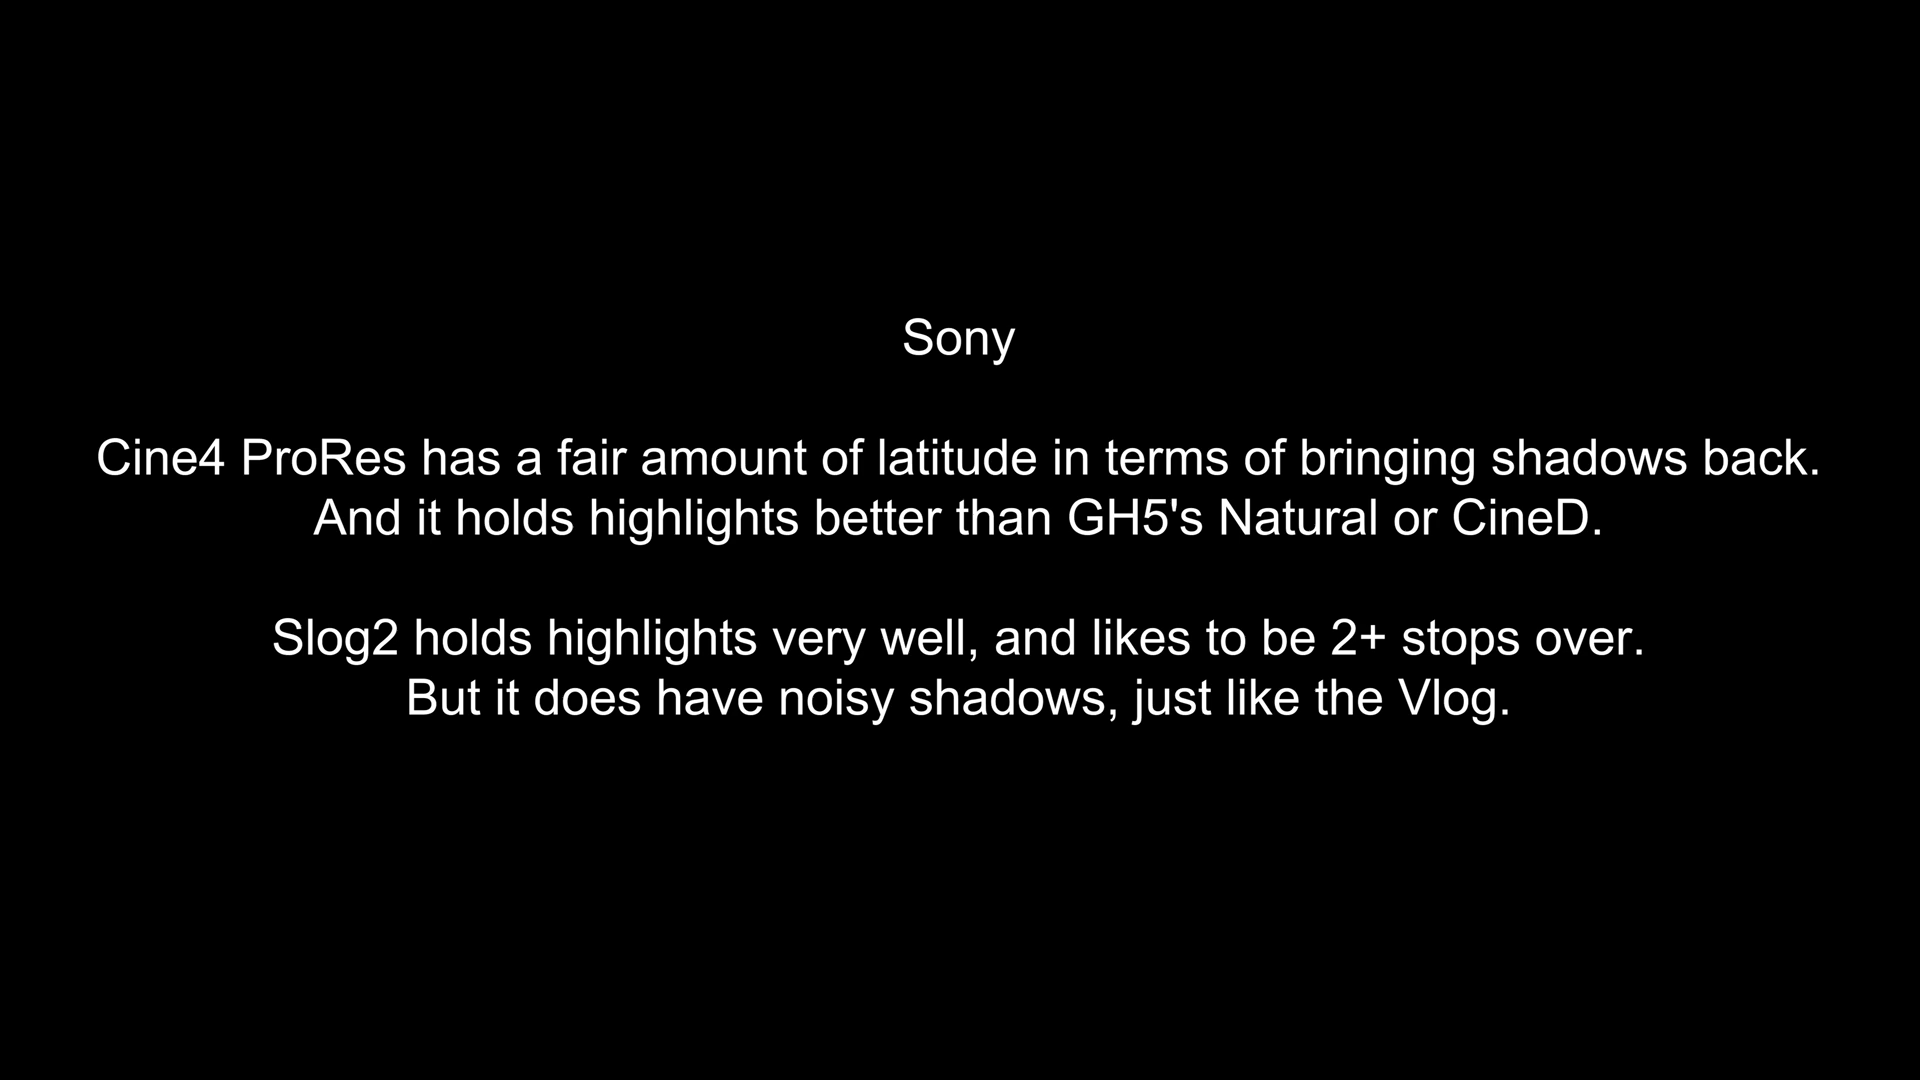 Sony
Cine4 ProRes has a fair amount of latitude in terms of bringing shadows back.
And it holds highlights better than GH5's Natural or CineD.
Slog2 holds highlights very well, and likes to be 2+ stops over.
But it does have noisy shadows, just like the Vlog.